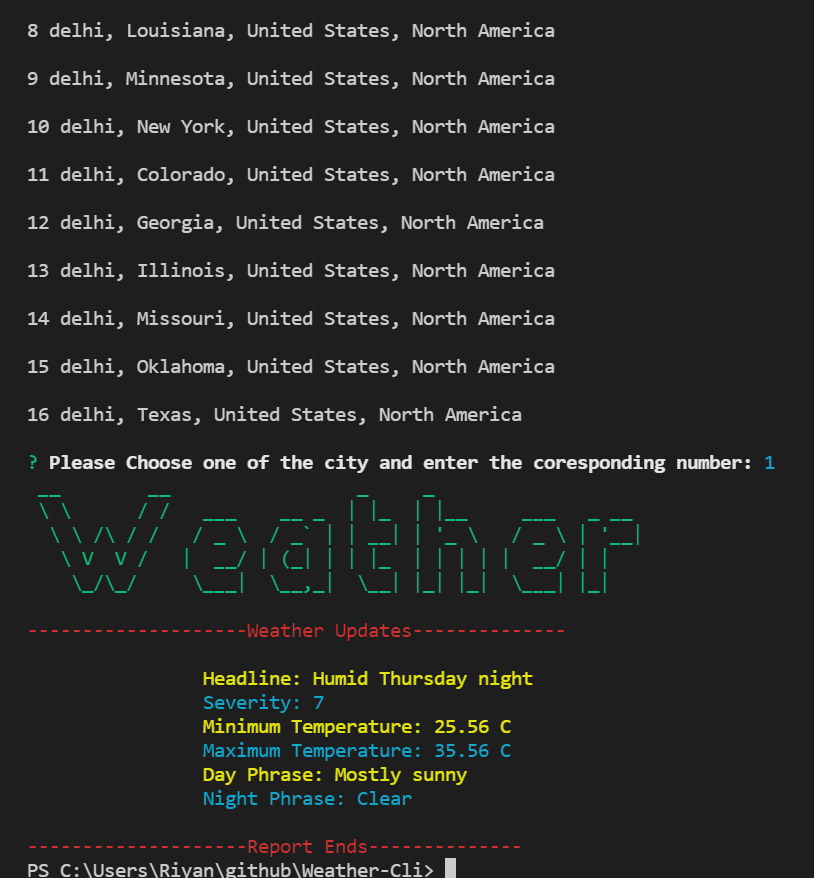 8 delhi, Louisiana, United States, North America
9 delhi, Minnesota, United States, North America
10 delhi, New York, United States, North America
11 delhi, Colorado, United States, North America
12 delhi, Georgia, United States, North America
13 delhi, Illinois, United States, North America
14 delhi, Missouri, United States, North America
15 delhi, Oklahoma, United States, North America
16 delhi, Texas, United States, North America
? Please Choose one of the city and enter the coresponding number: 1
Weather
--------------------Weather Updates--------------
Headline: Humid Thursday night
Severity: 7
Minimum Temperature: 25.56 C
Maximum Temperature: 35.56 C
Day Phrase: Mostly sunny
Night Phrase: Clear
--------------------Report Ends--------------
PS C:\Users\Riyan\github\Weather-Cli>